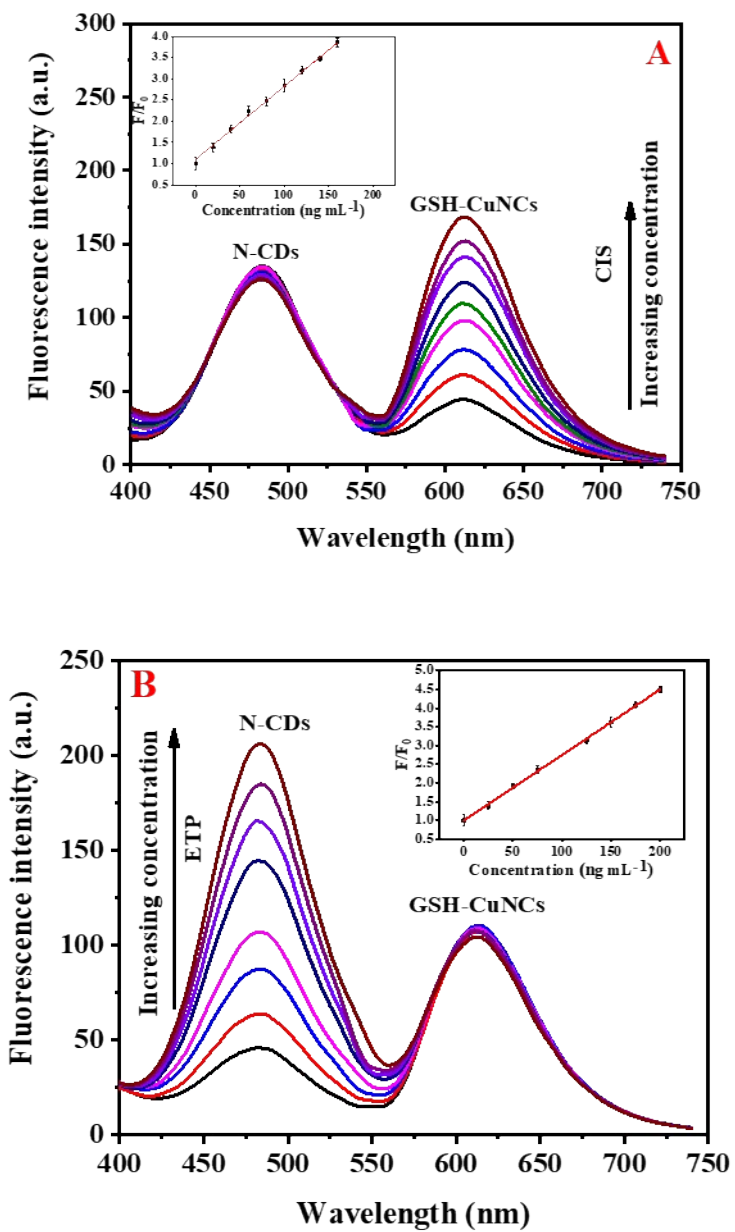 A
300
250
200
150
100
50
0
Fluorescence intensity (a.u.)
400 450 500 550 600 650 700 750
Wavelength (nm)
N-CDs
GSH-CuNCs
CIS
Increasing concentration
4.0
3.5
3.0
2.5
2.0
1.5
1.0
0.5
F/F0
0 50 100 150 200
Concentration (ng mL-1)
B
250
200
150
100
50
0
Fluorescence intensity (a.u.)
400 450 500 550 600 650 700 750
Wavelength (nm)
N-CDs
GSH-CuNCs
Increasing concentration
ETP
5.0
4.5
4.0
3.5
3.0
2.5
2.0
1.5
1.0
0.5
F/F0
0 50 100 150 200
Concentration (ng mL-1)